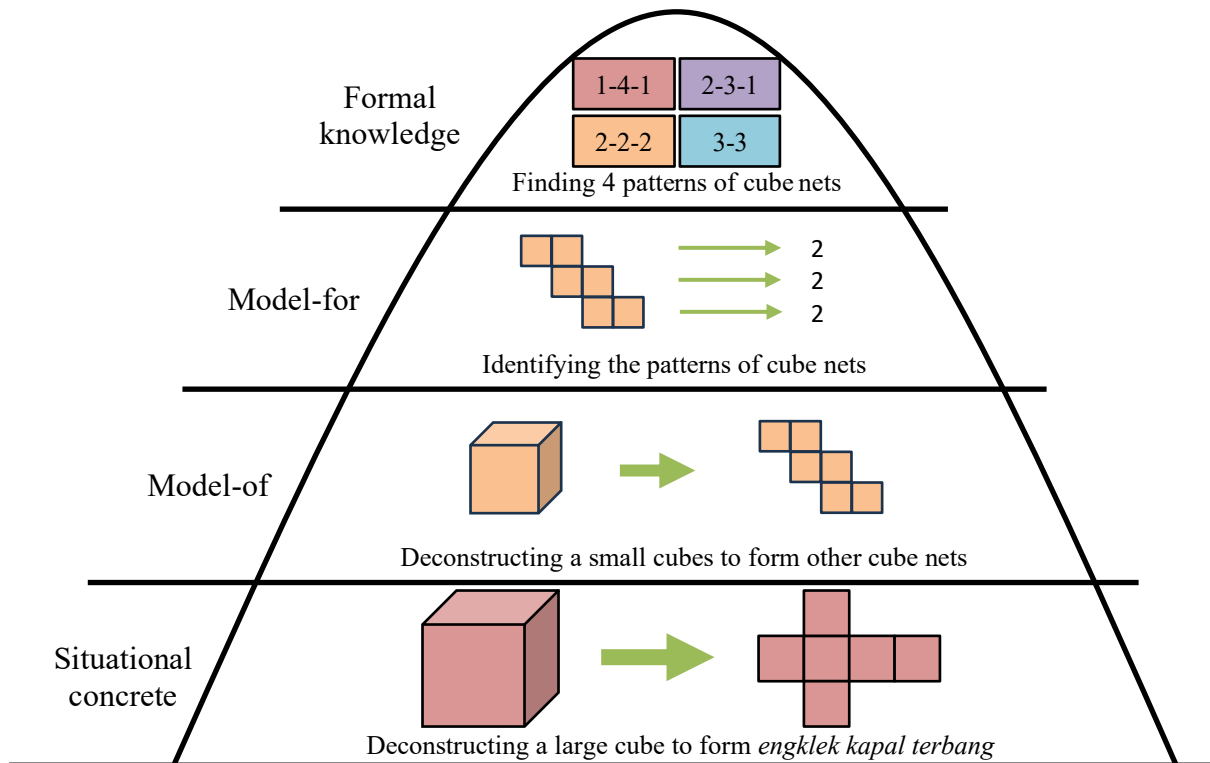 Formal
knowledge
1-4-1
2-3-1
2-2-2
3-3
Finding 4 patterns of cube nets
Model-for
2
2
2
Identifying the patterns of cube nets
Model-of
Deconstructing a small cubes to form other cube nets
Situational
concrete
Deconstructing a large cube to form engklek kapal terbang